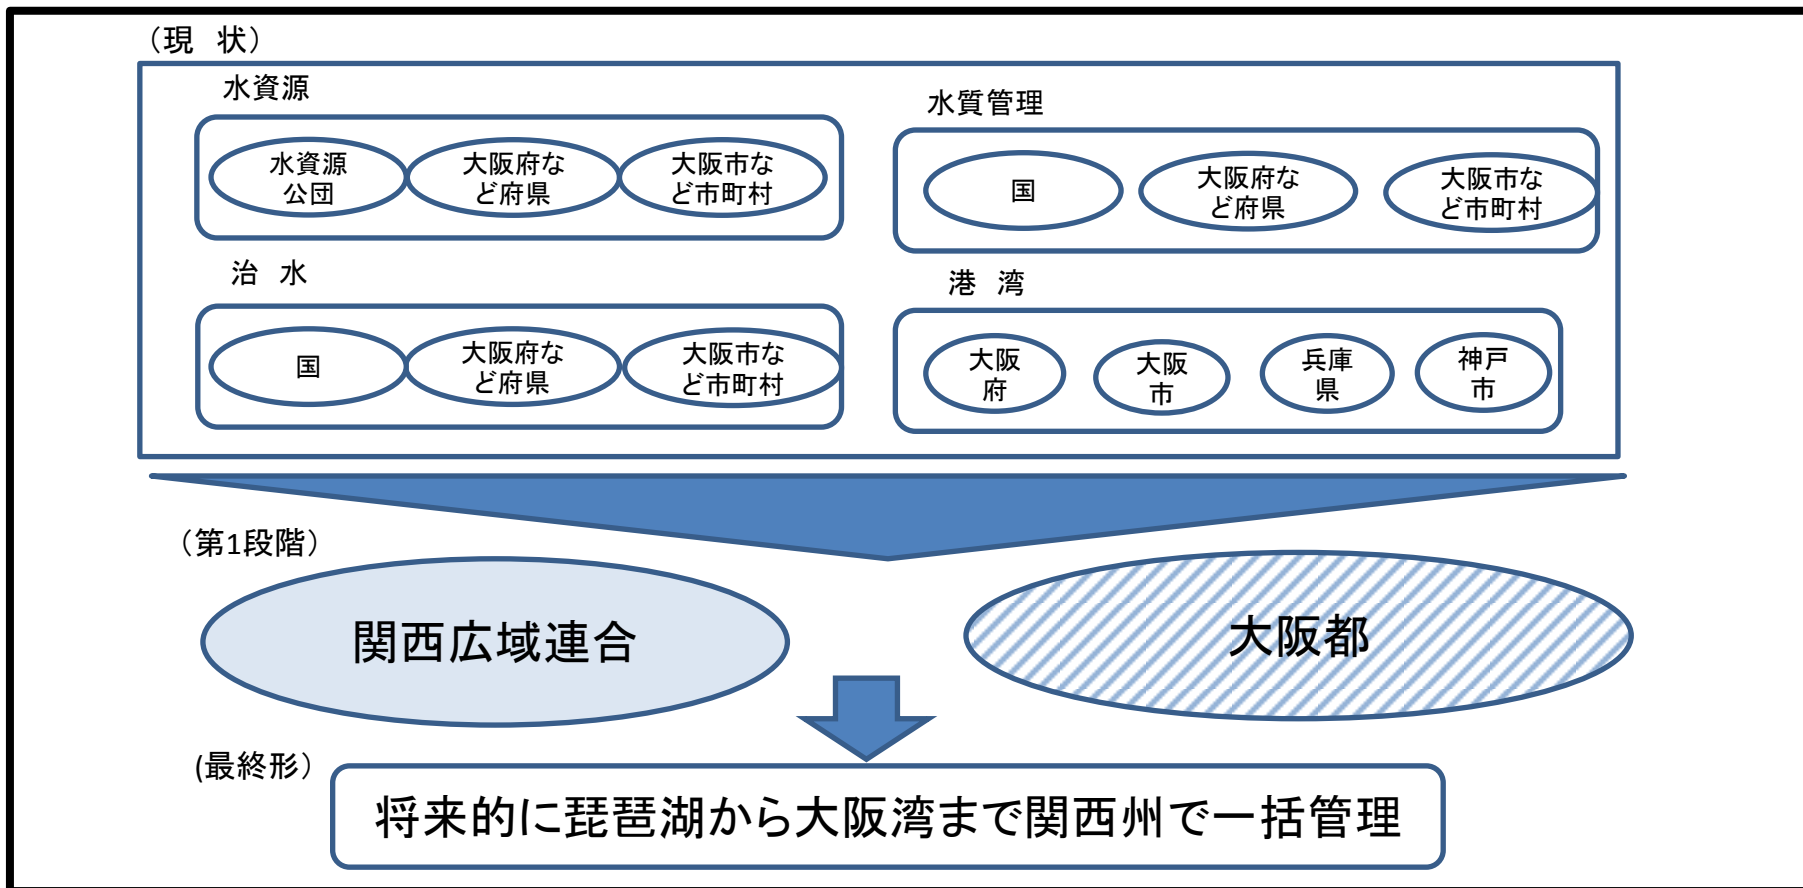 （現　状）
水資源
水資源
公団
大阪府な
ど府県
大阪市な
ど市町村
水質管理
国
大阪府な
ど府県
大阪市な
ど市町村
治　水
国
大阪府な
ど府県
大阪市な
ど市町村
港　湾
大阪
府
大阪
市
兵庫
県
神戸
市
（第1段階）
関西広域連合
大阪都
(最終形）
将来的に琵琶湖から大阪湾まで関西州で一括管理